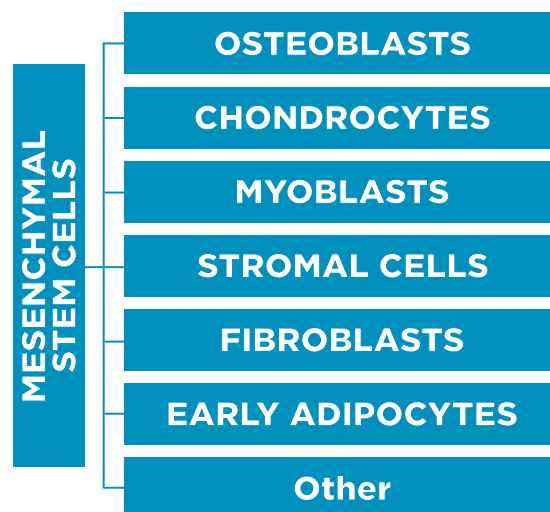 MESENCHYMAL
STEM CELLS
OSTEOBLASTS
CHONDROCYTES
MYOBLASTS
STROMAL CELLS
FIBROBLASTS
EARLY ADIPOCYTES
Other